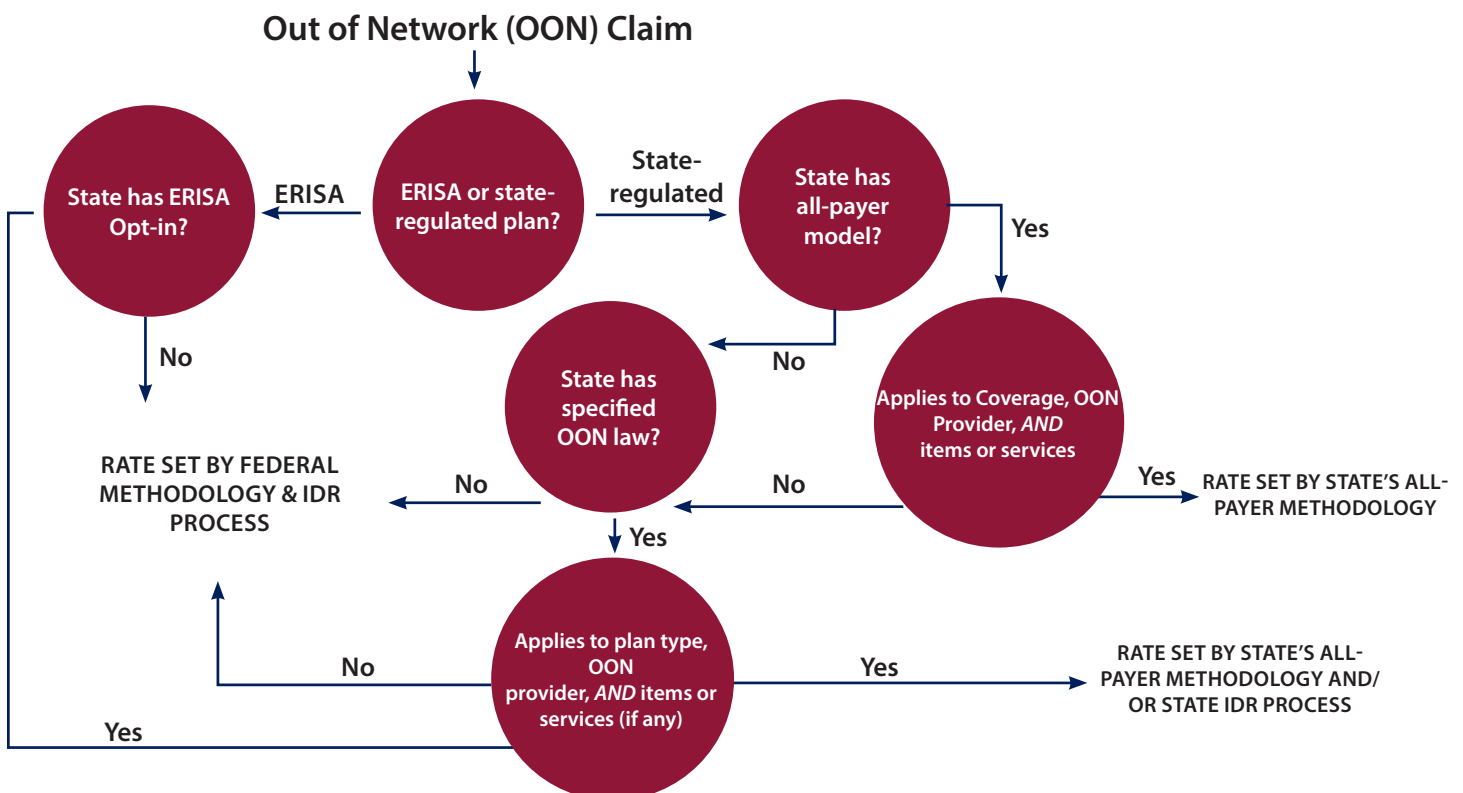 Out of Network (OON) Claim
State has ERISA
Opt-in?
ERISA
ERISA or state-
regulated plan?
State-
regulated
State has
all-payer
model?
Yes
No
No
State has
specified
OON law?
Applies to Coverage, OON
Provider, AND
items or services
RATE SET BY FEDERAL
METHODOLOGY & IDR
PROCESS
No
No
Yes
RATE SET BY STATE’S ALL-
PAYER METHODOLOGY
Yes
Applies to plan type,
OON
provider, AND items or
services (if any)
No
Yes
RATE SET BY STATE’S ALL-
PAYER METHODOLOGY AND/
OR STATE IDR PROCESS
Yes